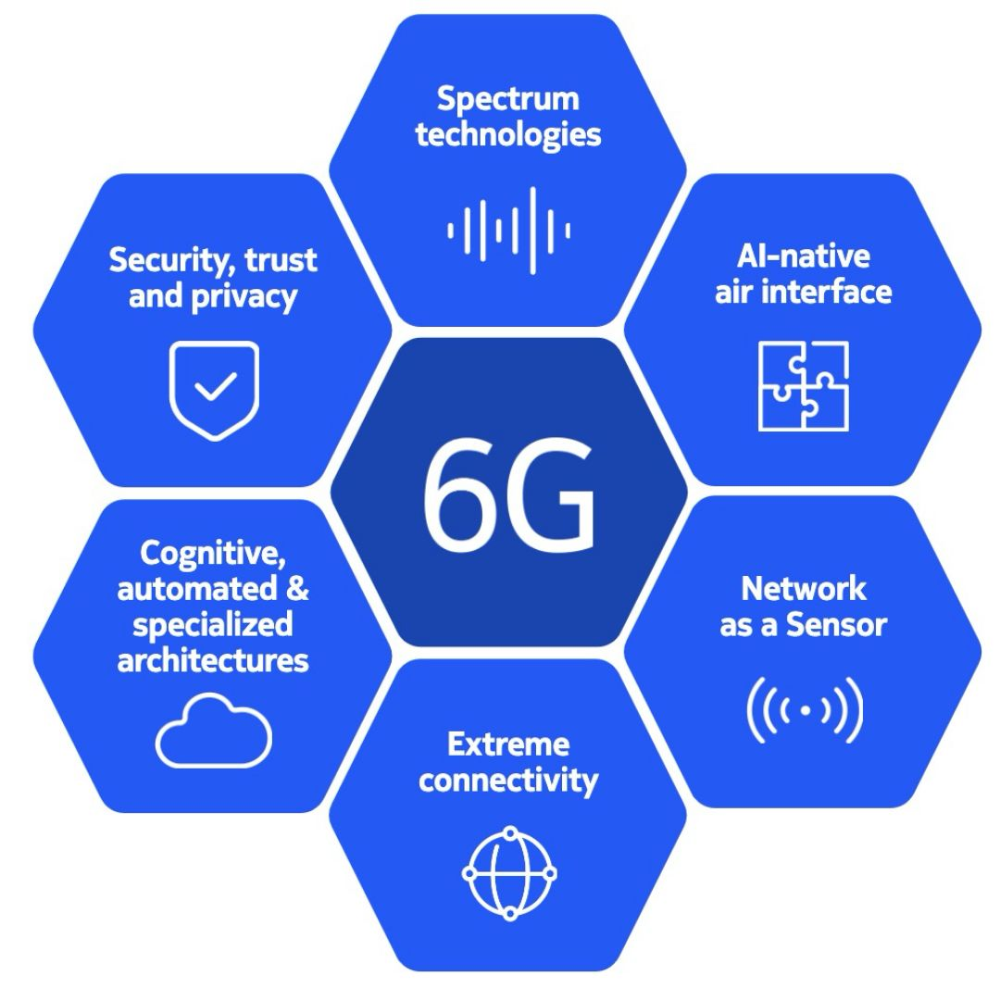 Spectrum
technologies
AI-native
air interface
Network
as a Sensor
Extreme
connectivity
Cognitive,
automated &
specialized
architectures
Security, trust
and privacy
6G